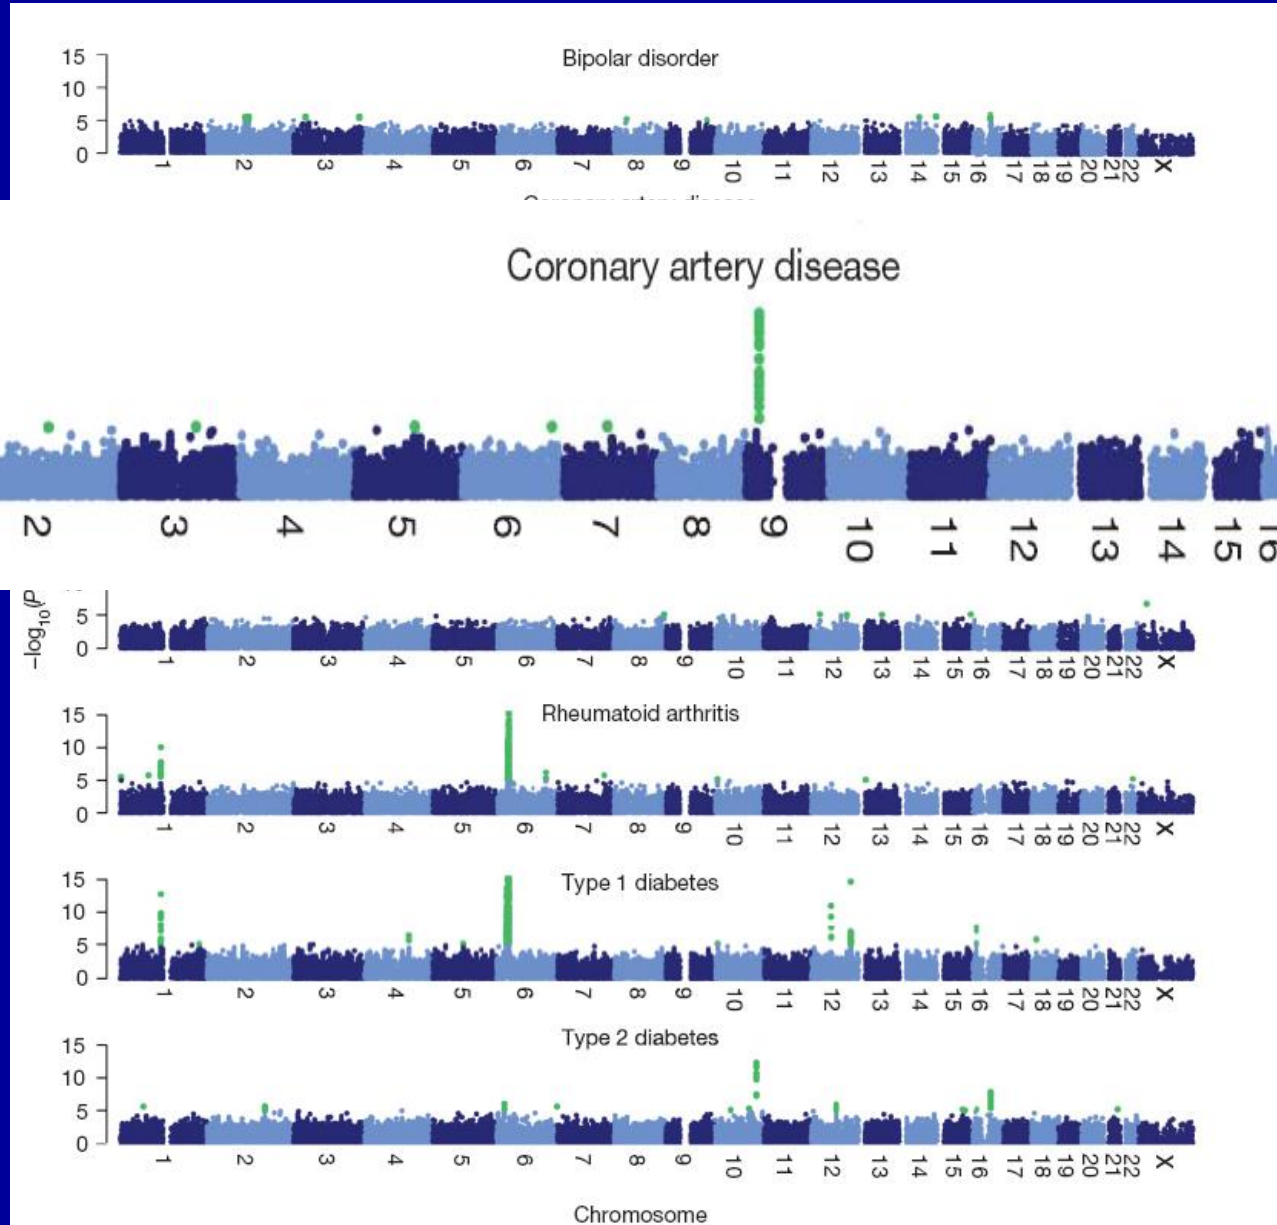 Bipolar disorder
15
10
5
0
1 2 3 4 5 6 7 8 9 10 11 12 13 14 15 16 17 18 19 20 21 22 X
Coronary artery disease
Coronary artery disease
2 3 4 5 6 7 8 9 10 11 12 13 14 15 16
−log10(P
5
0
1 2 3 4 5 6 7 8 9 10 11 12 13 14 15 16 17 18 19 20 21 22 X
Rheumatoid arthritis
15
10
5
0
1 2 3 4 5 6 7 8 9 10 11 12 13 14 15 16 17 18 19 20 21 22 X
Type 1 diabetes
15
10
5
0
1 2 3 4 5 6 7 8 9 10 11 12 13 14 15 16 17 18 19 20 21 22 X
Type 2 diabetes
15
10
5
0
1 2 3 4 5 6 7 8 9 10 11 12 13 14 15 16 17 18 19 20 21 22 X
Chromosome